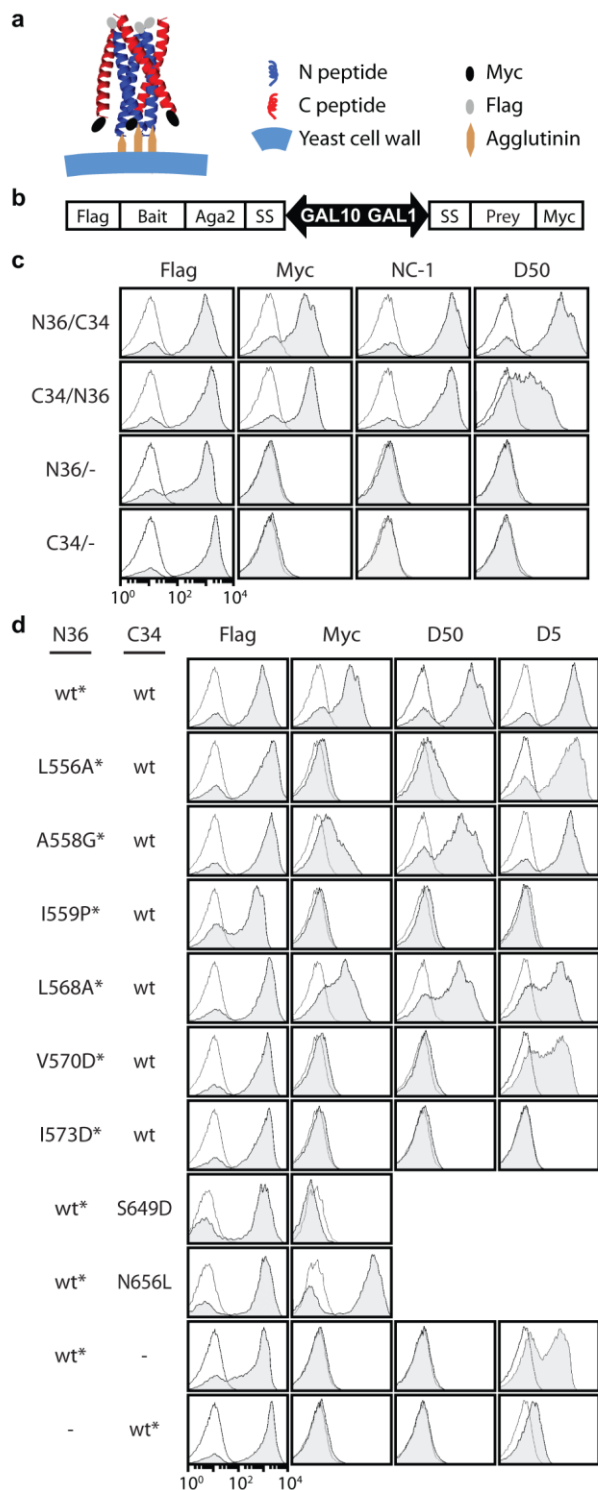 a
N peptide
C peptide
Yeast cell wall
Myc
Flag
Agglutinin
b
Flag Bait Aga2 SS GAL10 GAL1 SS Prey Myc
c
Flag Myc NC-1 D50
N36/C34
C34/N36
N36/-
C34/-
10⁰ 10² 10⁴
d
N36 C34 Flag Myc D50 D5
wt* wt
L556A* wt
A558G* wt
I559P* wt
L568A* wt
V570D* wt
I573D* wt
wt* S649D
wt* N656L
wt* -
- wt*
10⁰ 10² 10⁴